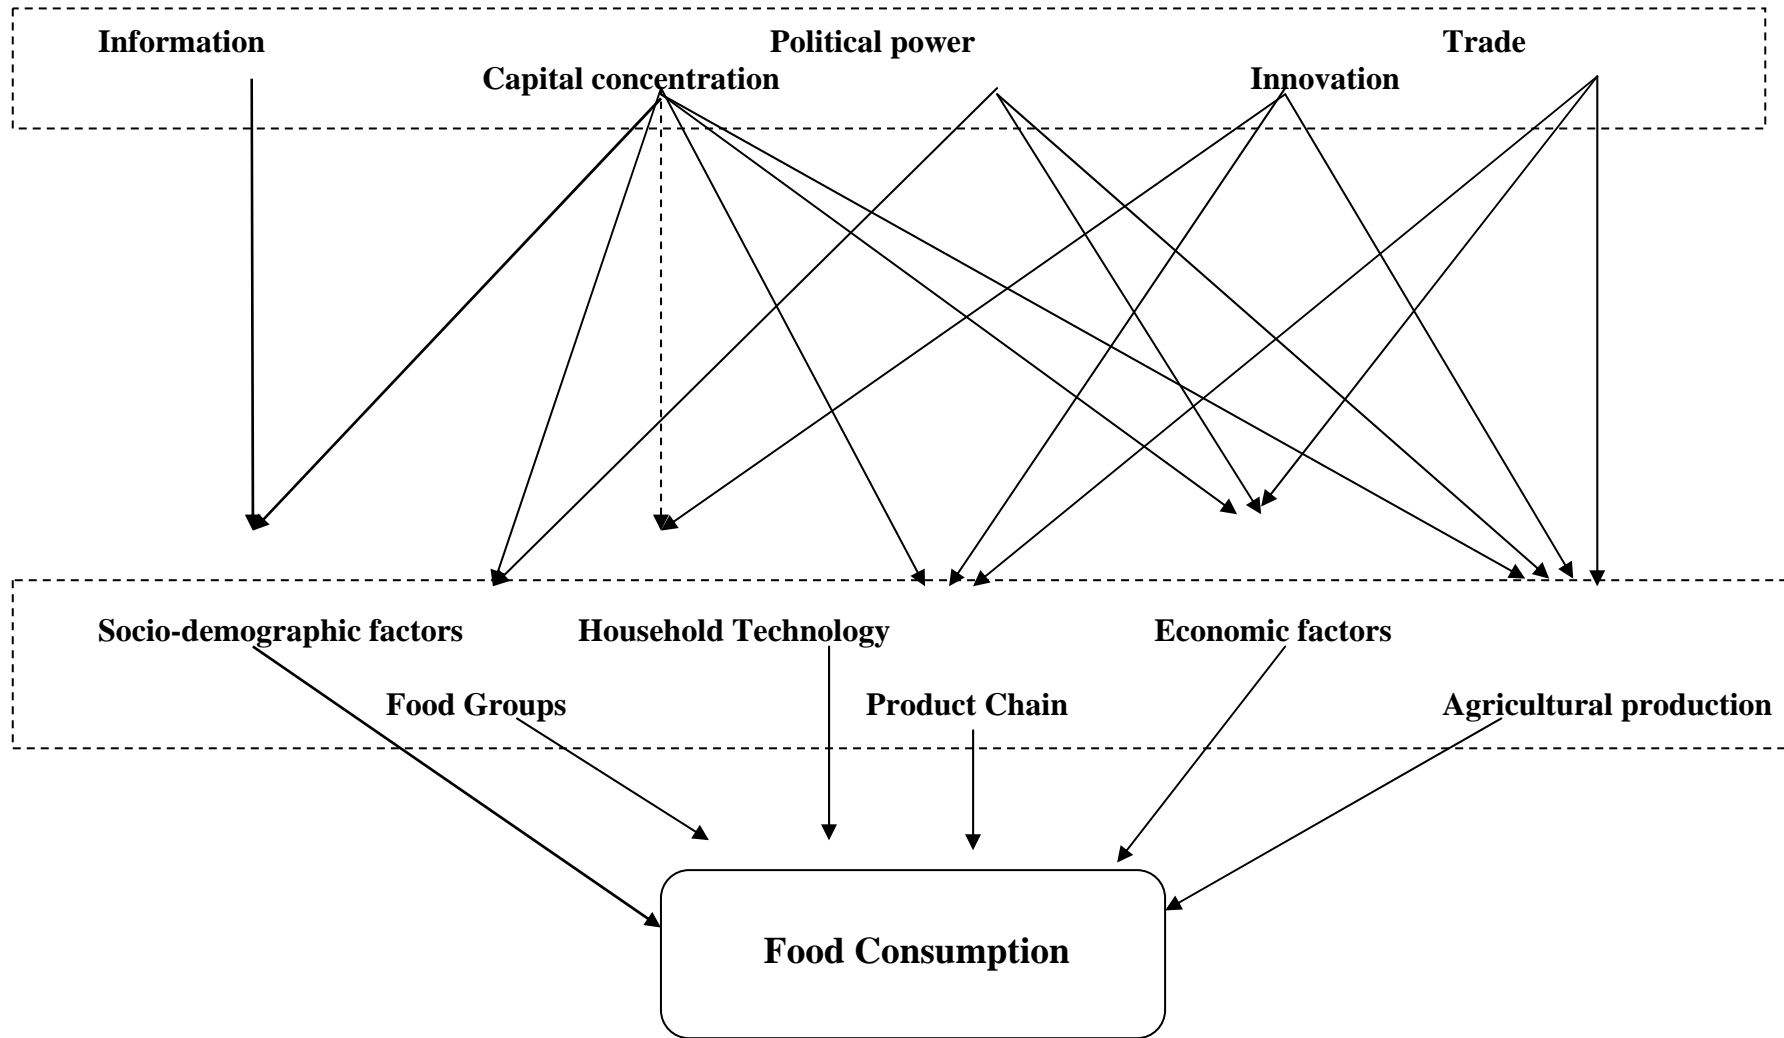 Information Political power Trade
Capital concentration Innovation
Socio-demographic factors Household Technology Economic factors
Food Groups Product Chain Agricultural production
Food Consumption